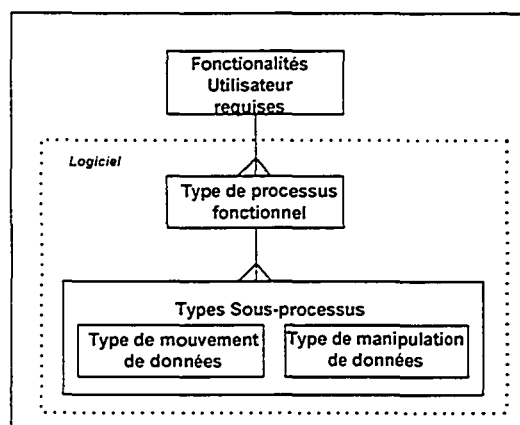 Fonctionalités
Utilisateur
requises
Logiciel
Type de processus
fonctionnel
Types Sous-processus
Type de mouvement
de données
Type de manipulation
de données